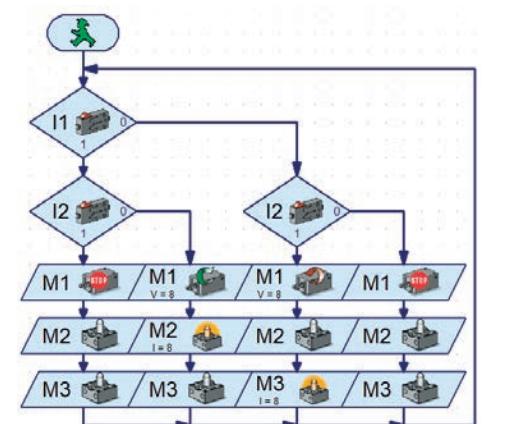 I1 0
1
I2 0 I2 0
1 1
M1 STOP M1 M1 M1 STOP
V = 8 V = 8
M2 M2 M2 M2
I = 8
M3 M3 M3 M3
I = 8